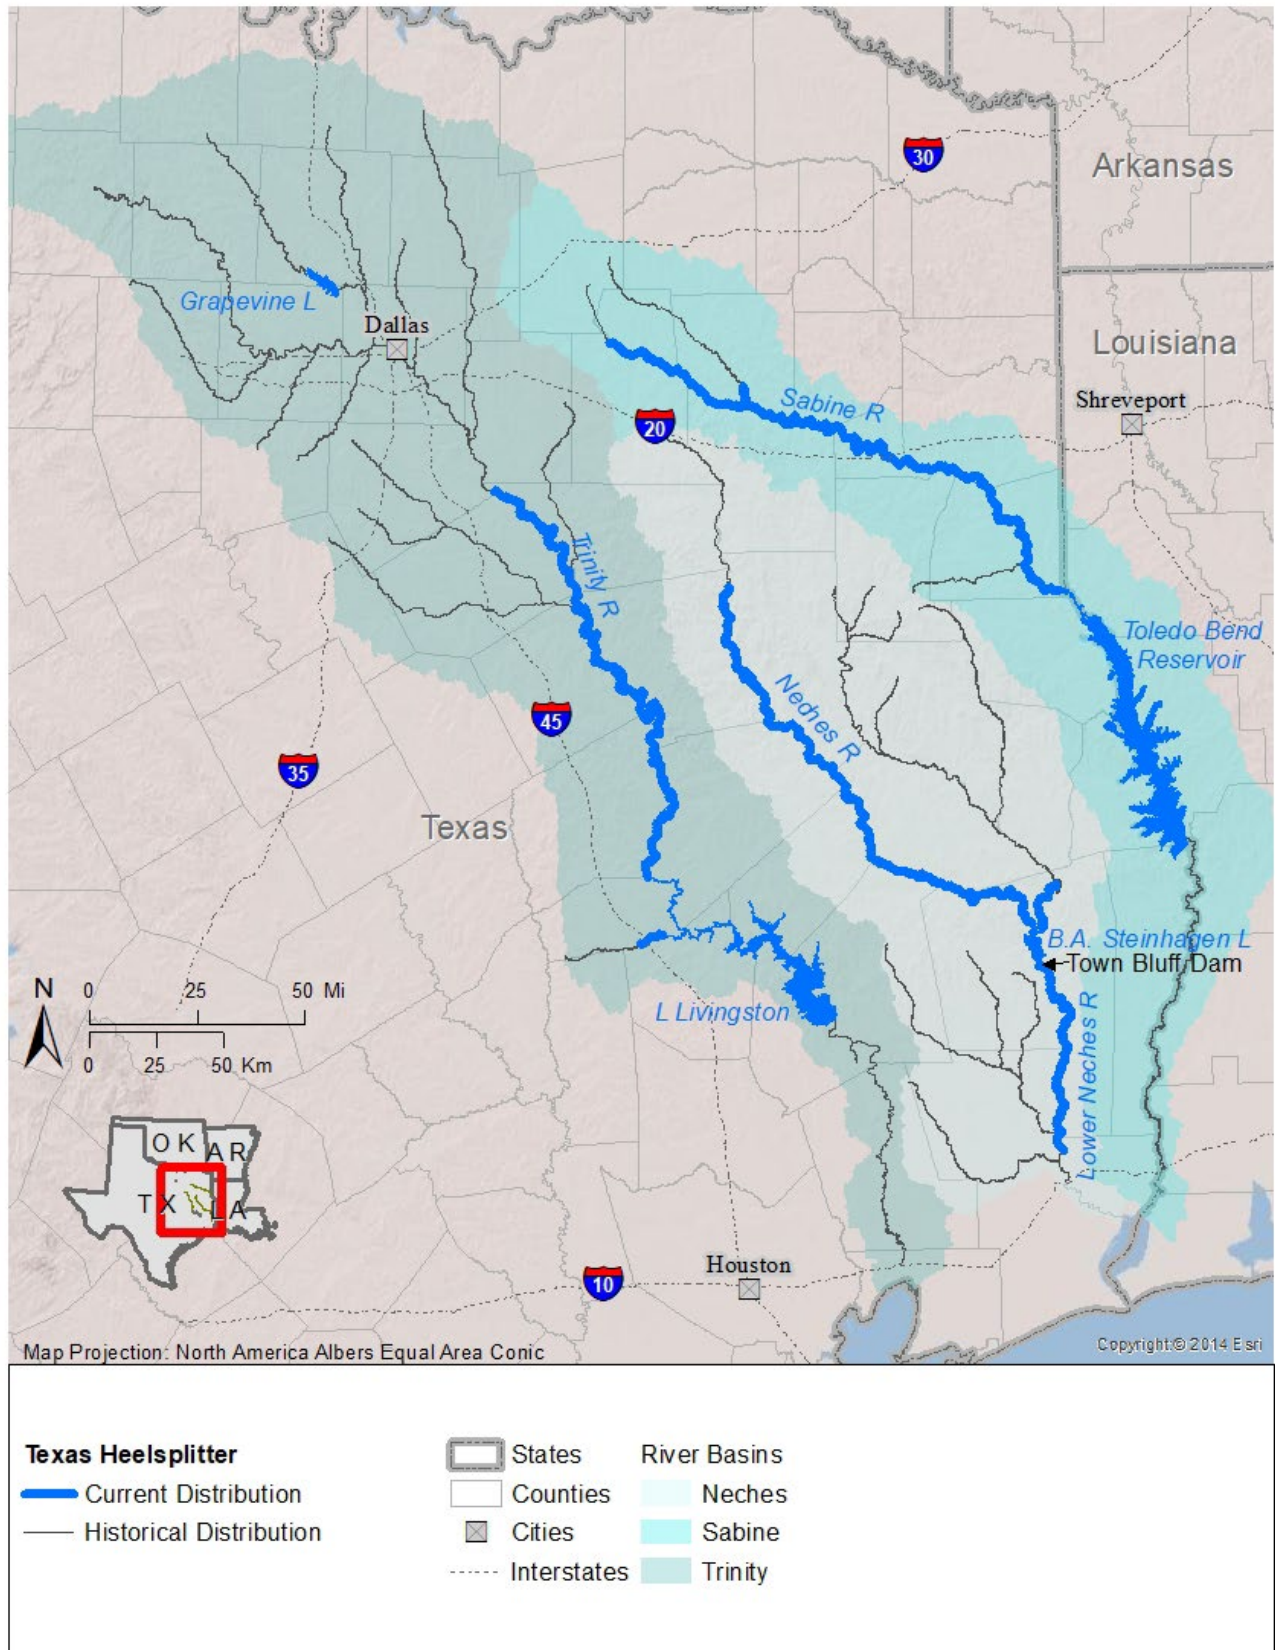 30
Arkansas
Grapevine L
Dallas
Louisiana
Sabine R
Shreveport
20
Trinity R
Toledo Bend
Reservoir
Neches R
45
35
Texas
B.A. Steinhagen L
Town Bluff Dam
L Livingston
Lower Neches R
N
0 25 50 Mi
0 25 50 Km
OK
AR
TX
LA
Houston
10
Map Projection: North America Albers Equal Area Conic
Copyright:© 2014 Esri
Texas Heelsplitter
Current Distribution
Historical Distribution
States
Counties
Cities
Interstates
River Basins
Neches
Sabine
Trinity